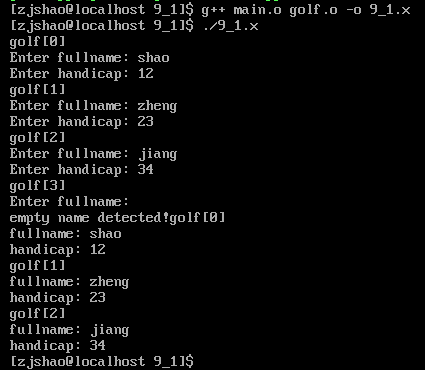 [zjshao@localhost 9_1]$ g++ main.o golf.o -o 9_1.x
[zjshao@localhost 9_1]$ ./9_1.x
golf[0]
Enter fullname: shao
Enter handicap: 12
golf[1]
Enter fullname: zheng
Enter handicap: 23
golf[2]
Enter fullname: jiang
Enter handicap: 34
golf[3]
Enter fullname:
empty name detected!golf[0]
fullname: shao
handicap: 12
golf[1]
fullname: zheng
handicap: 23
golf[2]
fullname: jiang
handicap: 34
[zjshao@localhost 9_1]$